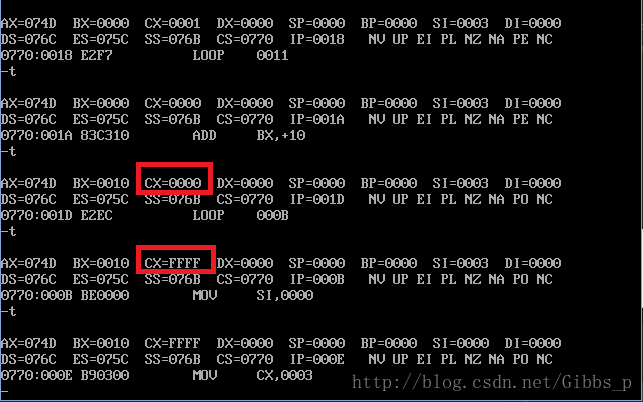 AX=074D  BX=0000  CX=0001  DX=0000  SP=0000  BP=0000  SI=0003  DI=0000
DS=076C  ES=075C  SS=076B  CS=0770  IP=0018   NV UP EI PL NZ NA PE NC
0770:0018 E2F7          LOOP    0011
-t
AX=074D  BX=0000  CX=0000  DX=0000  SP=0000  BP=0000  SI=0003  DI=0000
DS=076C  ES=075C  SS=076B  CS=0770  IP=001A   NV UP EI PL NZ NA PE NC
0770:001A 83C310        ADD     BX,+10
-t
AX=074D  BX=0010  CX=0000  DX=0000  SP=0000  BP=0000  SI=0003  DI=0000
DS=076C  ES=075C  SS=076B  CS=0770  IP=001D   NV UP EI PL NZ NA PO NC
0770:001D E2EC          LOOP    000B
-t
AX=074D  BX=0010  CX=FFFF  DX=0000  SP=0000  BP=0000  SI=0003  DI=0000
DS=076C  ES=075C  SS=076B  CS=0770  IP=000B   NV UP EI PL NZ NA PO NC
0770:000B BE0000        MOV     SI,0000
-t
AX=074D  BX=0010  CX=FFFF  DX=0000  SP=0000  BP=0000  SI=0000  DI=0000
DS=076C  ES=075C  SS=076B  CS=0770  IP=000E   NV UP EI PL NZ NA PO NC
0770:000E B90300        MOV     CX,0003
-
http://blog.csdn.net/Gibbs_p